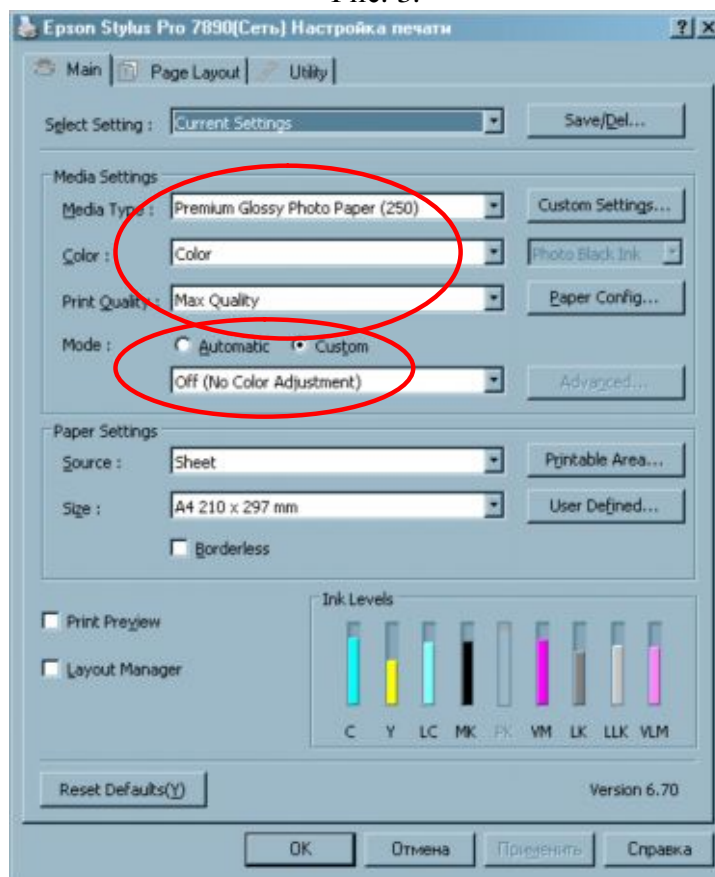 Рис. 3.
Epson Stylus Pro 7890(Сеть) Настройка печати
Main Page Layout Utility
Select Setting : Current Settings Save/Del...
Media Settings
Media Type : Premium Glossy Photo Paper (250) Custom Settings...
Color : Color Photo Black Ink
Print Quality : Max Quality Paper Config...
Mode : Automatic Custom
Off (No Color Adjustment) Advanced...
Paper Settings
Source : Sheet Printable Area...
Size : A4 210 x 297 mm User Defined...
Borderless
Ink Levels
Print Preview
Layout Manager
C Y LC MK PK VM LK LLK VLM
Reset Defaults(Y) Version 6.70
OK Отмена Применить Справка